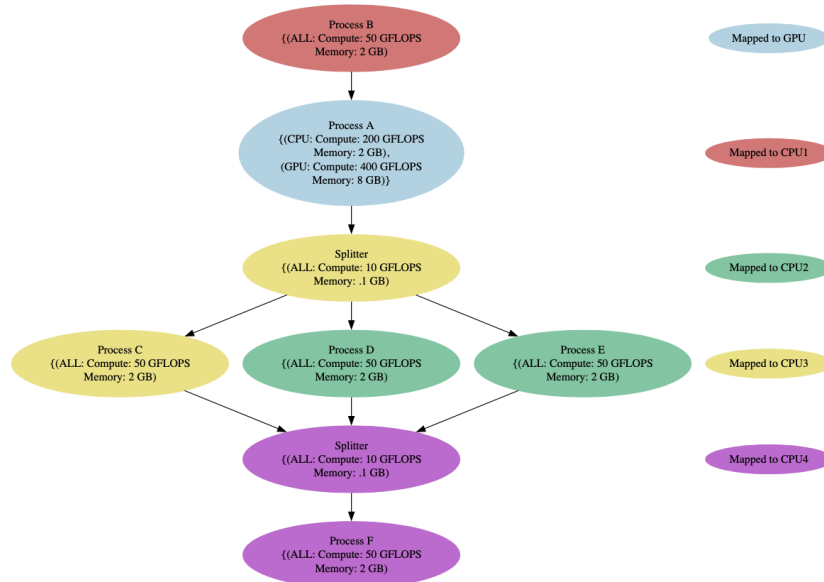 Process B
{(ALL: Compute: 50 GFLOPS
Memory: 2 GB)
Mapped to GPU
Process A
{(CPU: Compute: 200 GFLOPS
Memory: 2 GB),
(GPU: Compute: 400 GFLOPS
Memory: 8 GB)}
Mapped to CPU1
Splitter
{(ALL: Compute: 10 GFLOPS
Memory: .1 GB)
Mapped to CPU2
Process C
{(ALL: Compute: 50 GFLOPS
Memory: 2 GB)
Process D
{(ALL: Compute: 50 GFLOPS
Memory: 2 GB)
Process E
{(ALL: Compute: 50 GFLOPS
Memory: 2 GB)
Mapped to CPU3
Splitter
{(ALL: Compute: 10 GFLOPS
Memory: .1 GB)
Mapped to CPU4
Process F
{(ALL: Compute: 50 GFLOPS
Memory: 2 GB)